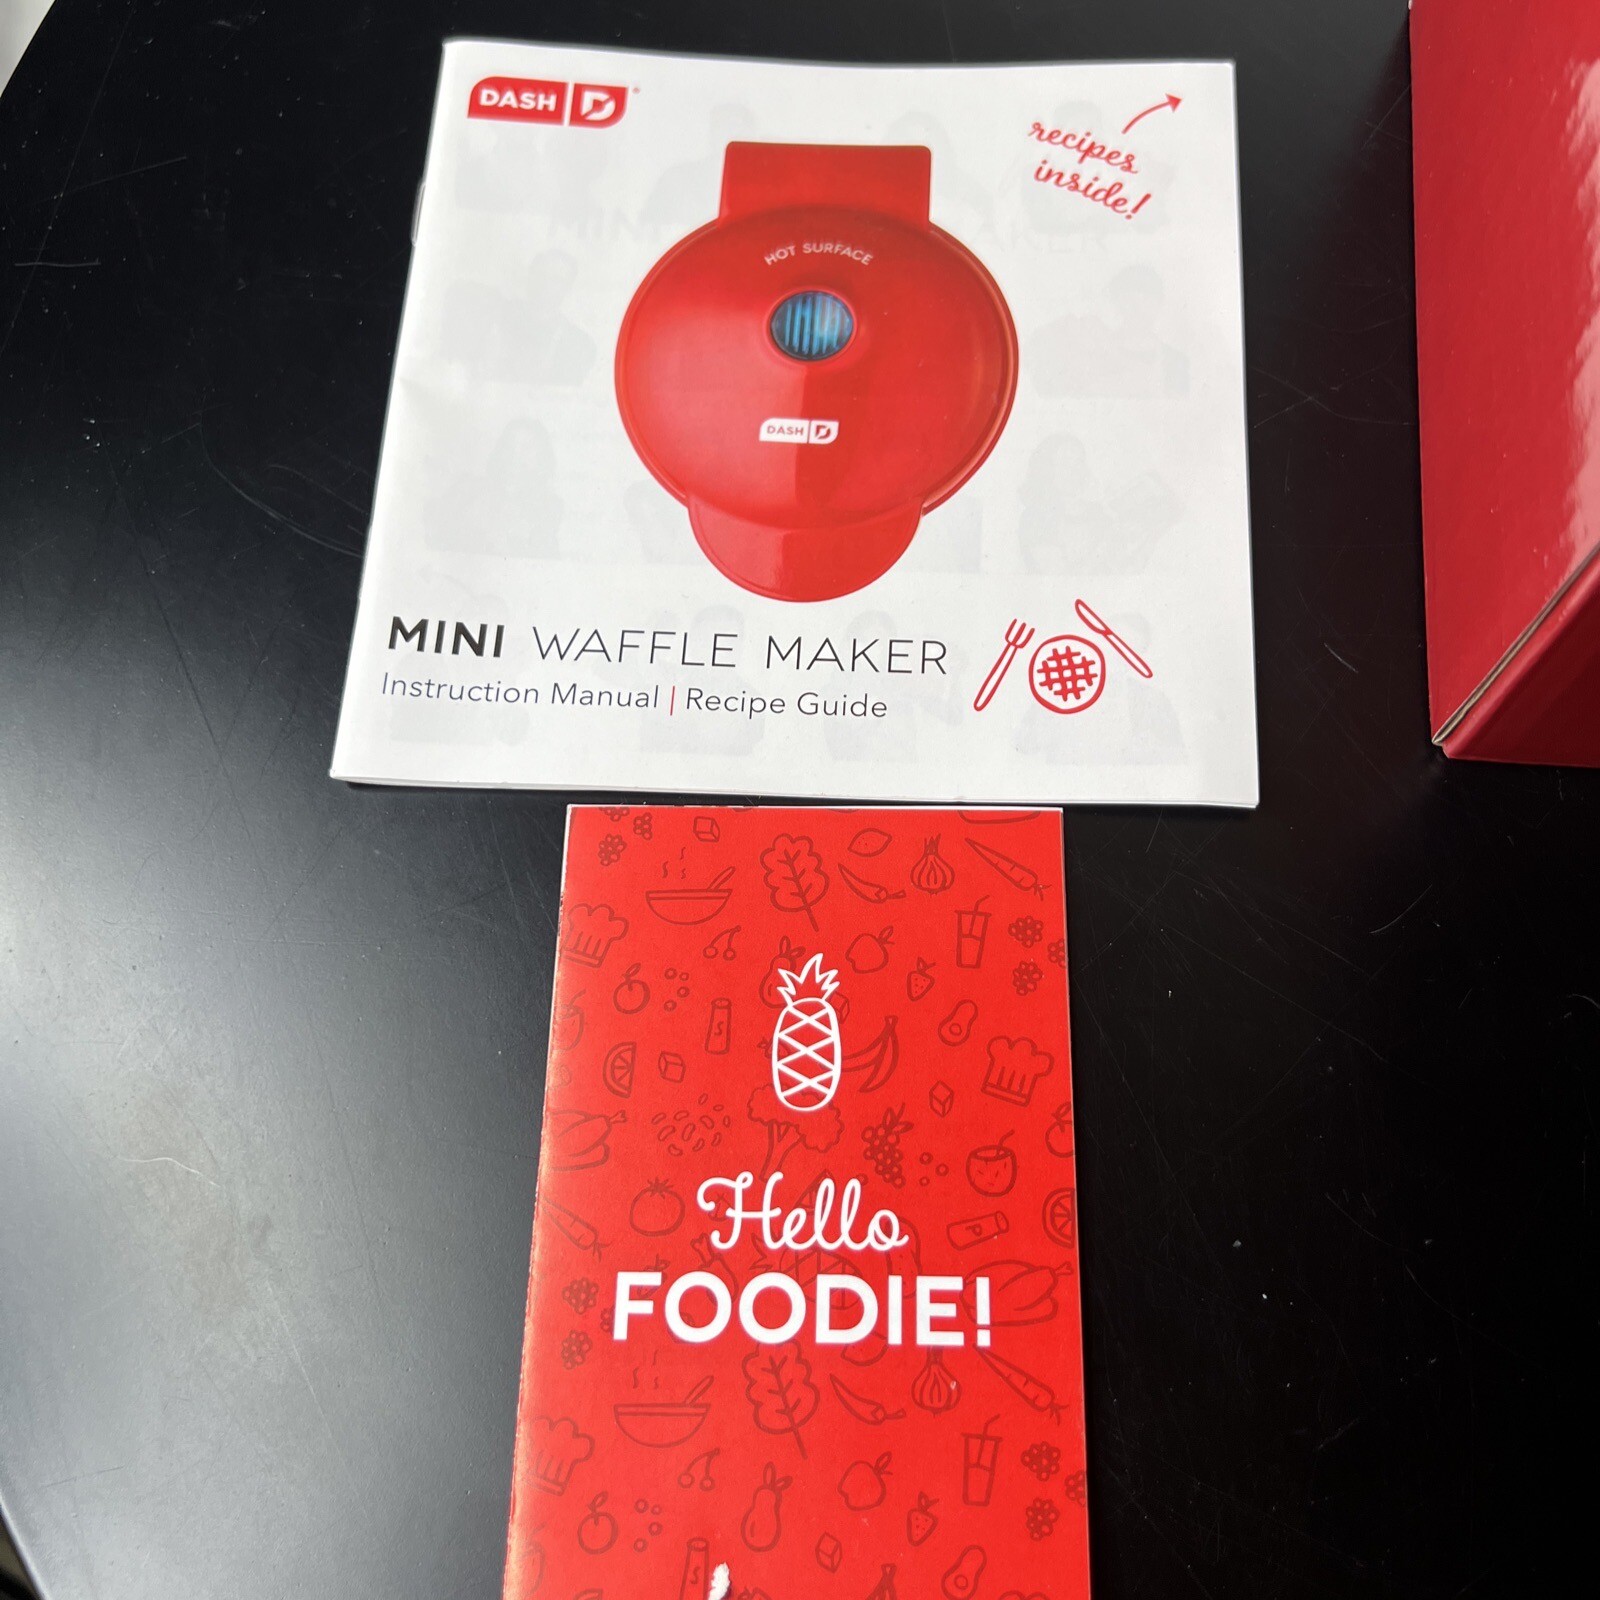 DASH
recipes
inside!
HOT SURFACE
DASH
MINI WAFFLE MAKER
Instruction Manual | Recipe Guide
Hello
FOODIE!